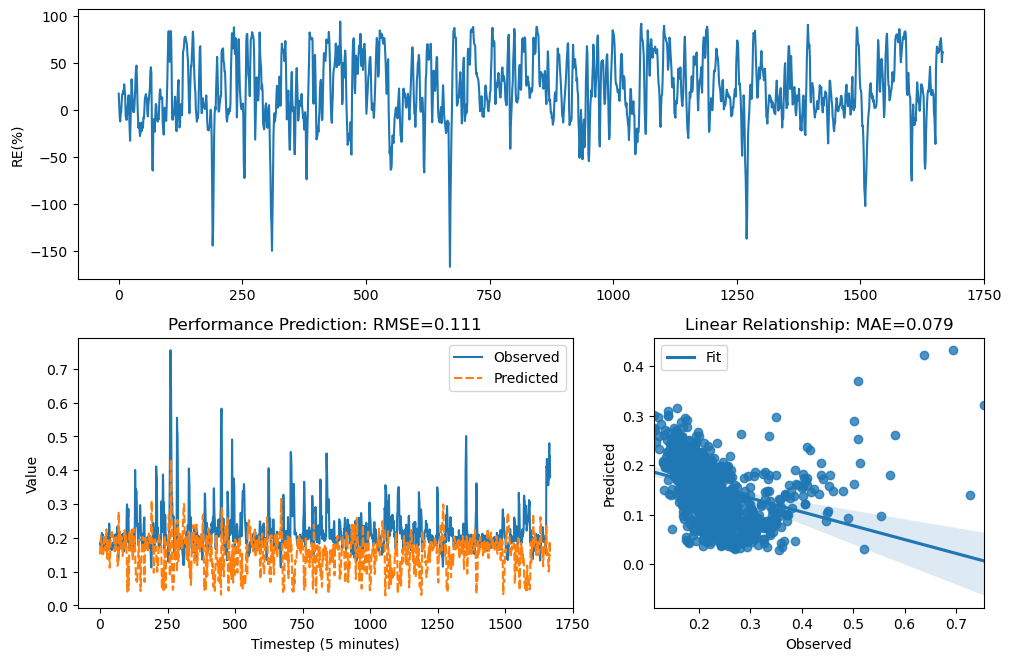 100
50
0
−50
−100
−150
RE(%)
0 250 500 750 1000 1250 1500 1750
Performance Prediction: RMSE=0.111
Observed
Predicted
0.7
0.6
0.5
0.4
0.3
0.2
0.1
0.0
Value
0 250 500 750 1000 1250 1500 1750
Timestep (5 minutes)
Linear Relationship: MAE=0.079
Fit
0.4
0.3
0.2
0.1
0.0
Predicted
0.2 0.3 0.4 0.5 0.6 0.7
Observed